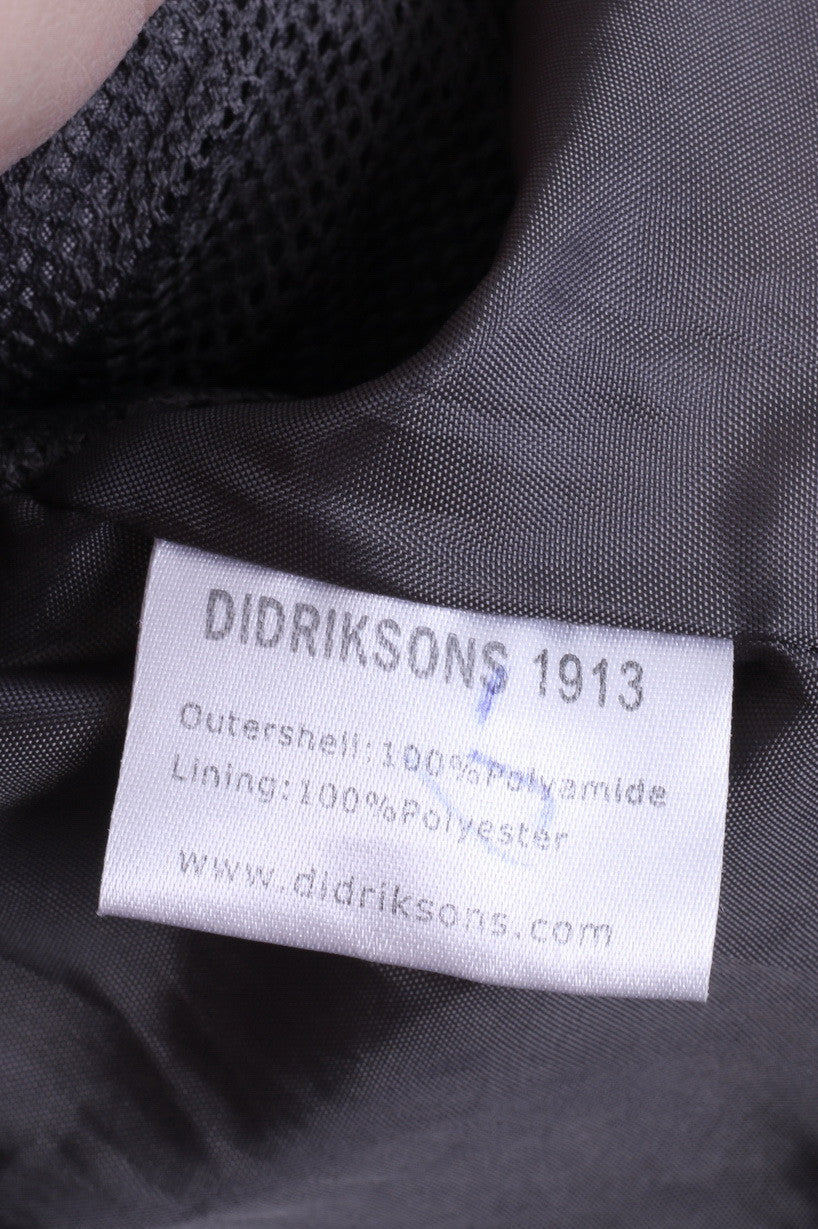 DIDRIKSONS 1913
Outershell:100%Polyamide
Lining:100%Polyester
www.didriksons.com